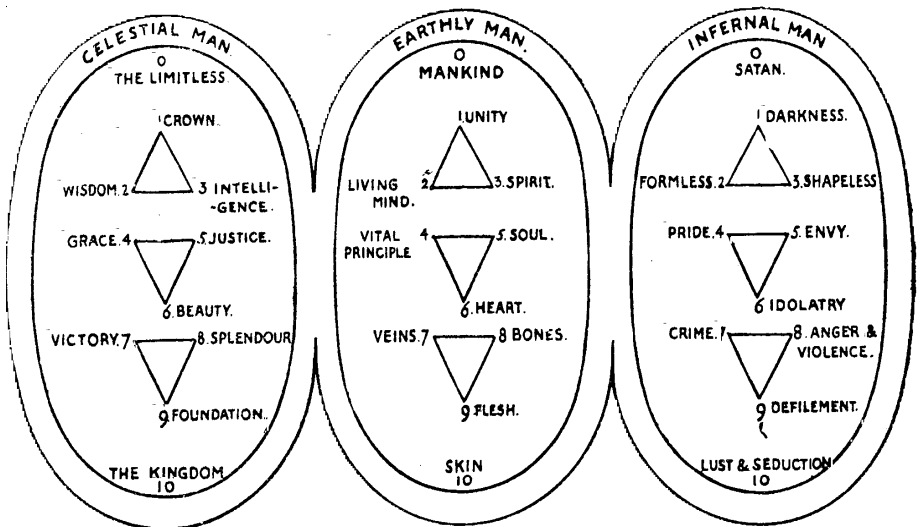 CELESTIAL MAN
0
THE LIMITLESS.
1 CROWN.
WISDOM. 2
3 INTELLI-
-GENCE.
GRACE. 4
5. JUSTICE.
6. BEAUTY.
VICTORY. 7
8. SPLENDOUR
9. FOUNDATION.
THE KINGDOM
10
EARTHLY MAN.
0
MANKIND
1. UNITY
LIVING 2
MIND.
3. SPIRIT.
VITAL 4
PRINCIPLE
5. SOUL.
6. HEART.
VEINS. 7
8 BONES.
9. FLESH.
SKIN
10
INFERNAL MAN
0
SATAN.
1 DARKNESS.
FORMLESS. 2
3. SHAPELESS
PRIDE. 4
5. ENVY.
6 IDOLATRY
CRIME. 7
8. ANGER &
VIOLENCE.
9 DEFILEMENT.
LUST & SEDUCTION
10